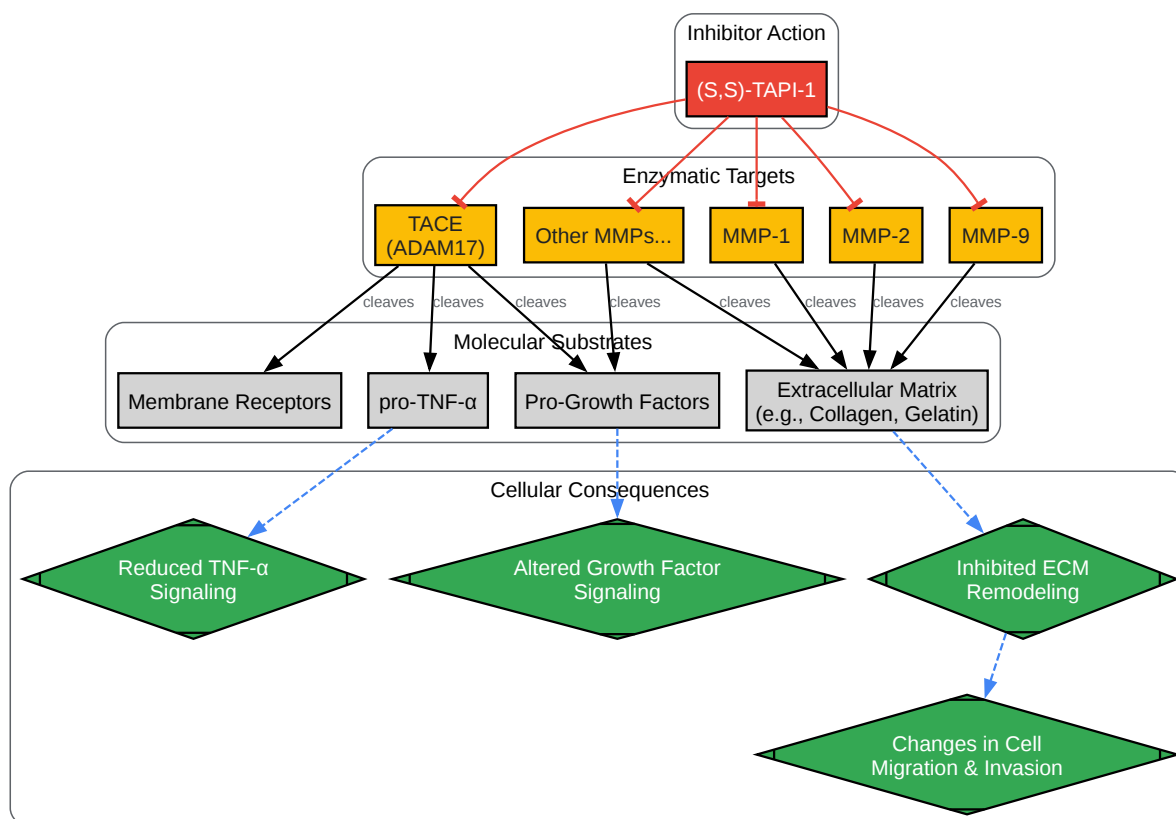 Inhibitor Action
(S,S)-TAPI-1
Enzymatic Targets
TACE
(ADAM17)
Other MMPs...
MMP-1
MMP-2
MMP-9
cleaves
cleaves
cleaves
cleaves
cleaves
cleaves
cleaves
cleaves
Molecular Substrates
Membrane Receptors
pro-TNF-α
Pro-Growth Factors
Extracellular Matrix
(e.g., Collagen, Gelatin)
Cellular Consequences
Reduced TNF-α
Signaling
Altered Growth Factor
Signaling
Inhibited ECM
Remodeling
Changes in Cell
Migration & Invasion